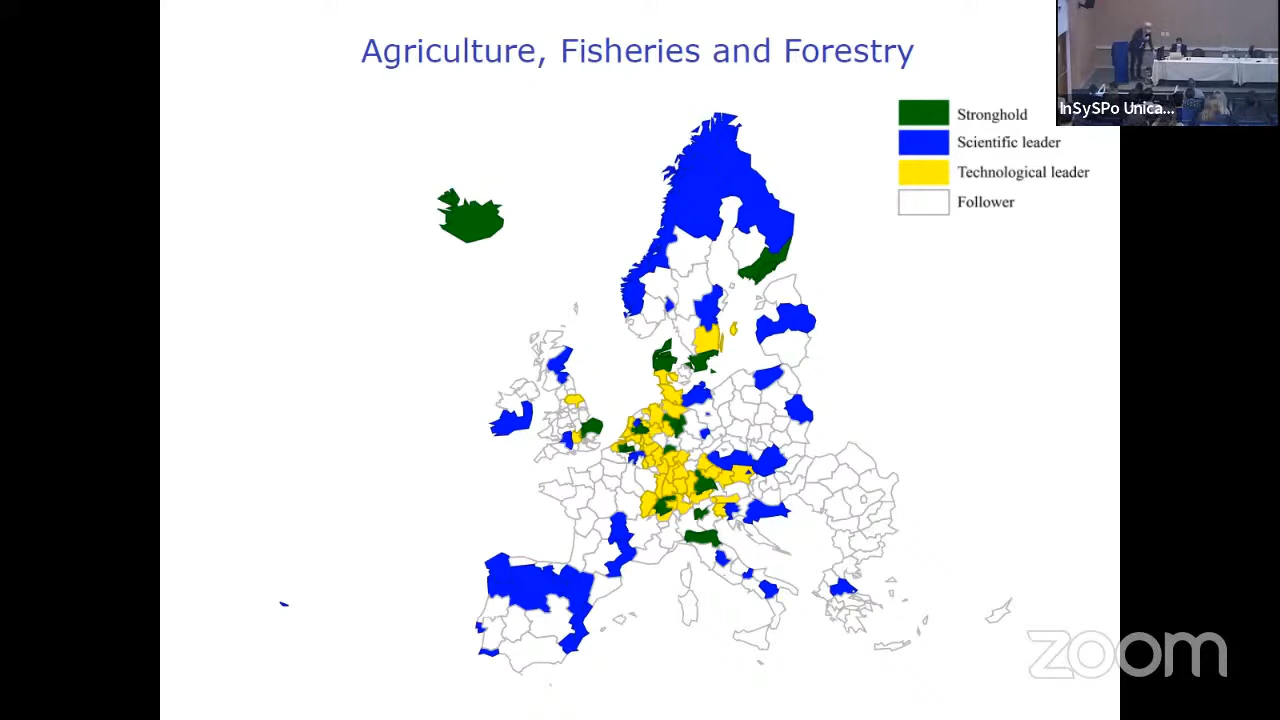 Agriculture, Fisheries and Forestry
InSySPo Unica...
Stronghold
Scientific leader
Technological leader
Follower
zoom